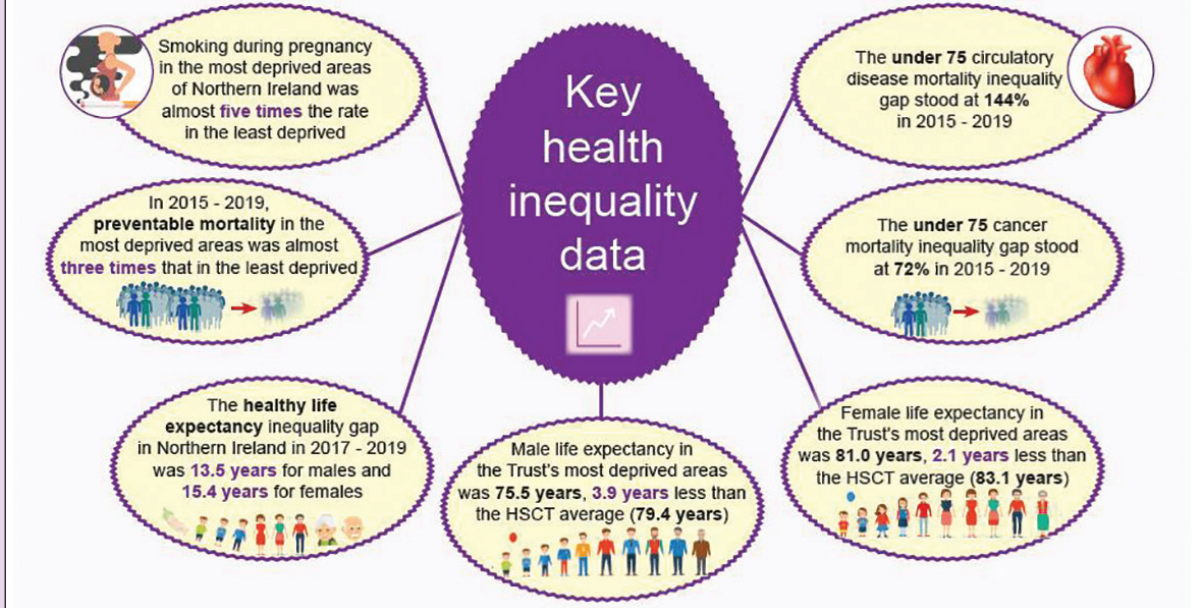 Key
health
inequality
data
Smoking during pregnancy
in the most deprived areas
of Northern Ireland was
almost five times the rate
in the least deprived
In 2015 - 2019,
preventable mortality in the
most deprived areas was almost
three times that in the least deprived
The healthy life
expectancy inequality gap
in Northern Ireland in 2017 - 2019
was 13.5 years for males and
15.4 years for females
Male life expectancy in
the Trust's most deprived areas
was 75.5 years, 3.9 years less than
the HSCT average (79.4 years)
Female life expectancy in
the Trust's most deprived areas
was 81.0 years, 2.1 years less than
the HSCT average (83.1 years)
The under 75 cancer
mortality inequality gap stood
at 72% in 2015 - 2019
The under 75 circulatory
disease mortality inequality
gap stood at 144%
in 2015 - 2019